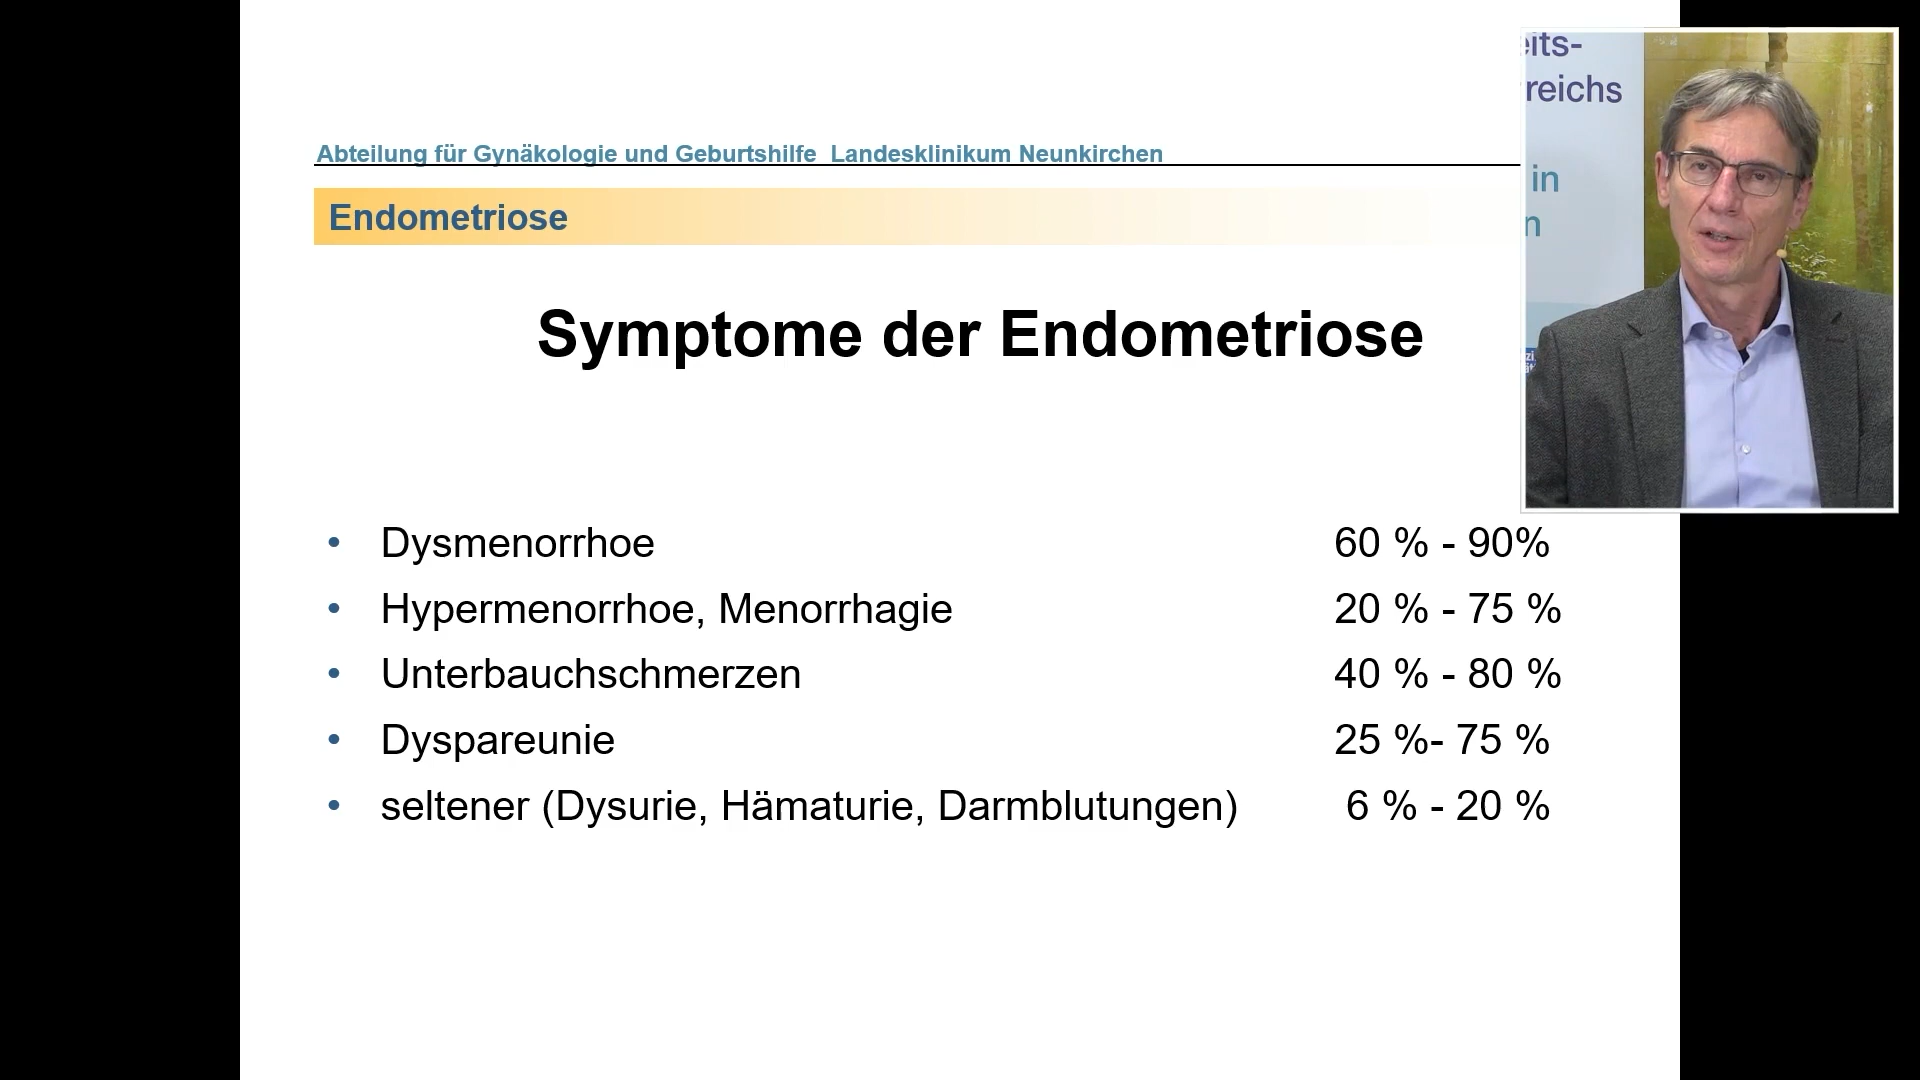 Abteilung für Gynäkologie und Geburtshilfe Landesklinikum Neunkirchen
Endometriose
Symptome der Endometriose
• Dysmenorrhoe 60 % - 90%
• Hypermenorrhoe, Menorrhagie 20 % - 75 %
• Unterbauchschmerzen 40 % - 80 %
• Dyspareunie 25 %- 75 %
• seltener (Dysurie, Hämaturie, Darmblutungen) 6 % - 20 %
eits-
reichs
in
n